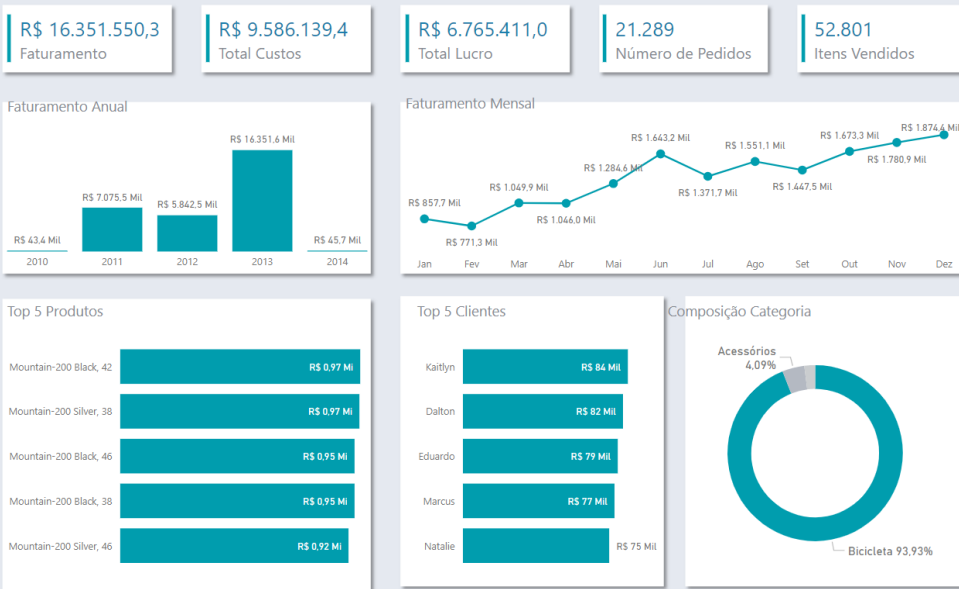 R$ 16.351.550,3
Faturamento
R$ 9.586.139,4
Total Custos
R$ 6.765.411,0
Total Lucro
21.289
Número de Pedidos
52.801
Itens Vendidos
Faturamento Anual
R$ 43,4 Mil
R$ 7.075,5 Mil
R$ 5.842,5 Mil
R$ 16.351,6 Mil
R$ 45,7 Mil
2010
2011
2012
2013
2014
Faturamento Mensal
R$ 857,7 Mil
R$ 771,3 Mil
R$ 1.049,9 Mil
R$ 1.046,0 Mil
R$ 1.284,6 Mil
R$ 1.643,2 Mil
R$ 1.371,7 Mil
R$ 1.551,1 Mil
R$ 1.447,5 Mil
R$ 1.673,3 Mil
R$ 1.780,9 Mil
R$ 1.874,4 Mil
Jan
Fev
Mar
Abr
Mai
Jun
Jul
Ago
Set
Out
Nov
Dez
Top 5 Produtos
Mountain-200 Black, 42
R$ 0,97 Mi
Mountain-200 Silver, 38
R$ 0,97 Mi
Mountain-200 Black, 46
R$ 0,95 Mi
Mountain-200 Black, 38
R$ 0,95 Mi
Mountain-200 Silver, 46
R$ 0,92 Mi
Top 5 Clientes
Kaitlyn
R$ 84 Mil
Dalton
R$ 82 Mil
Eduardo
R$ 79 Mil
Marcus
R$ 77 Mil
Natalie
R$ 75 Mil
Composição Categoria
Acessórios
4,09%
Bicicleta 93,93%